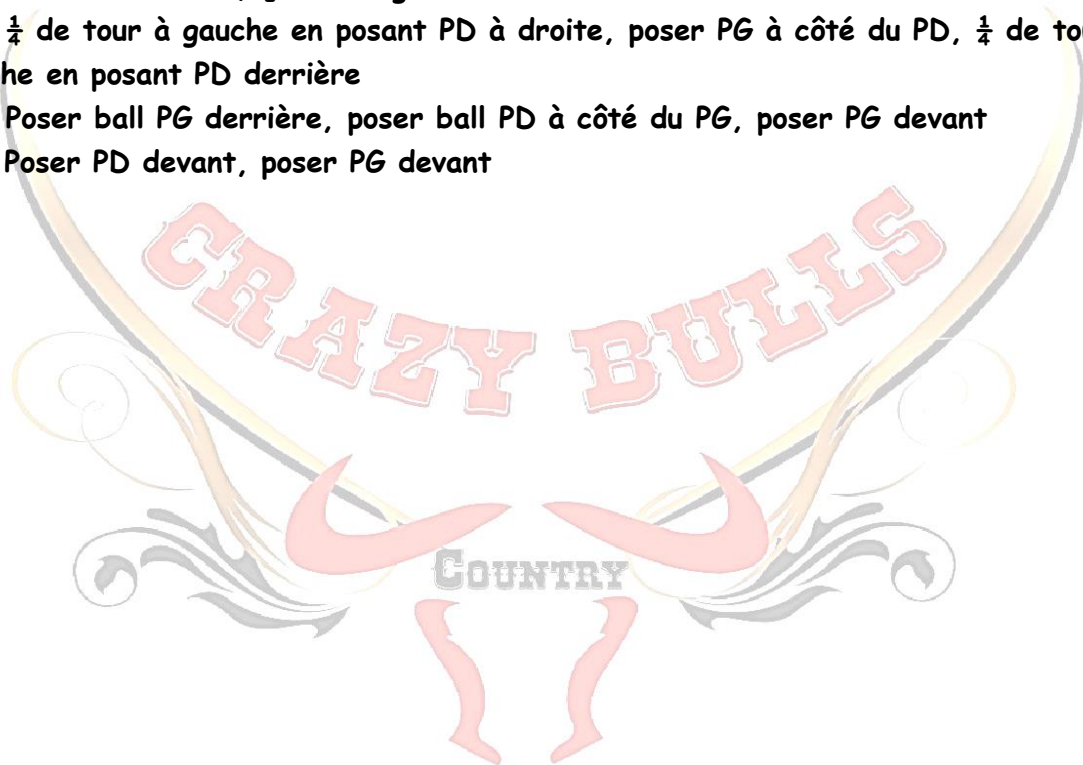 ¼ de tour à gauche en posant PD à droite, poser PG à côté du PD, ¼ de
en posant PD derrière
Poser ball PG derrière, poser ball PD à côté du PG, poser PG devant
Poser PD devant, poser PG devant
CRAZY BULLS
COUNTRY